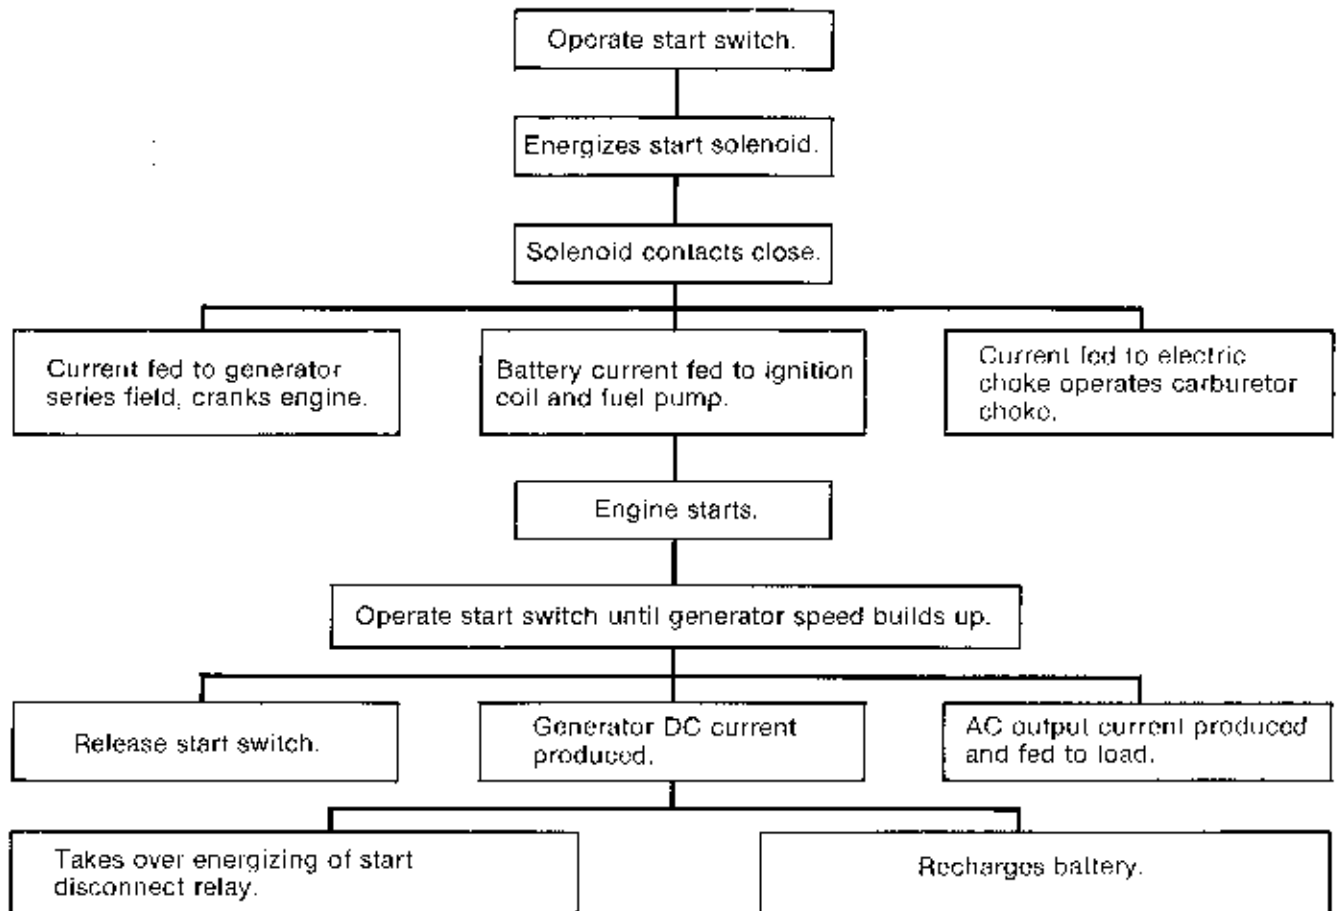 Operate start switch.
Energizes start solenoid.
Solenoid contacts close.
Current fed to generator
series field, cranks engine.
Battery current fed to ignition
coil and fuel pump.
Current fed to electric
choke operates carburetor
choke.
Engine starts.
Operate start switch until generator speed builds up.
Release start switch.
Generator DC current
produced.
AC output current produced
and fed to load.
Takes over energizing of start
disconnect relay.
Recharges battery.